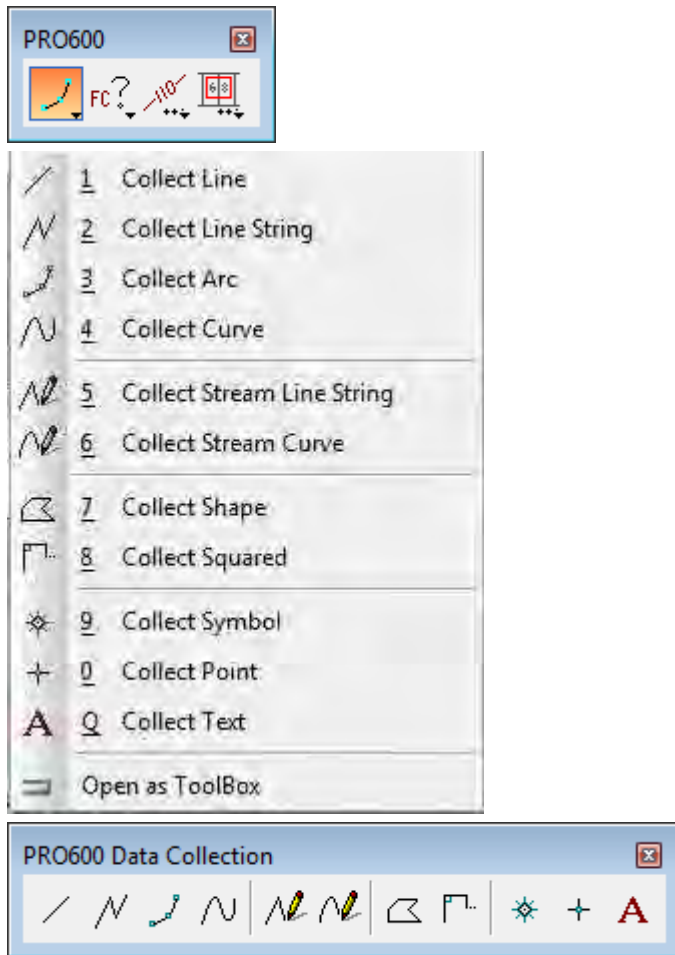 PRO600
FC?
1 Collect Line
2 Collect Line String
3 Collect Arc
4 Collect Curve
5 Collect Stream Line String
6 Collect Stream Curve
7 Collect Shape
8 Collect Squared
9 Collect Symbol
0 Collect Point
A Q Collect Text
Open as ToolBox
PRO600 Data Collection
A